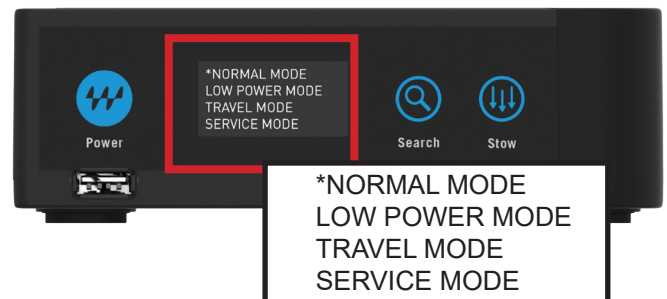 *NORMAL MODE
LOW POWER MODE
TRAVEL MODE
SERVICE MODE
Power
Search
Stow
*NORMAL MODE
LOW POWER MODE
TRAVEL MODE
SERVICE MODE